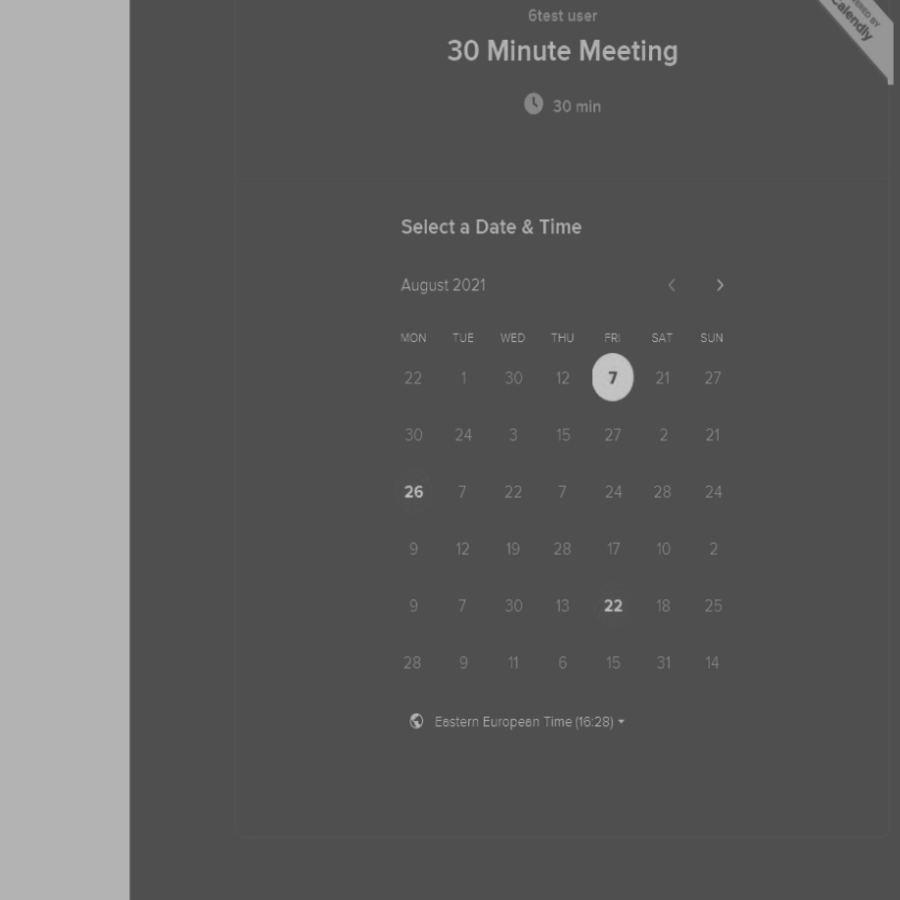 6test user
30 Minute Meeting
30 min
Calendly
Select a Date & Time
August 2021
MON TUE WED THU FRI SAT SUN
22 1 30 12 7 21 27
30 24 3 15 27 2 21
26 7 22 7 24 28 24
9 12 19 28 17 10 2
9 7 30 13 22 18 25
28 9 11 6 15 31 14
Eestern Europeen Time (16:28)